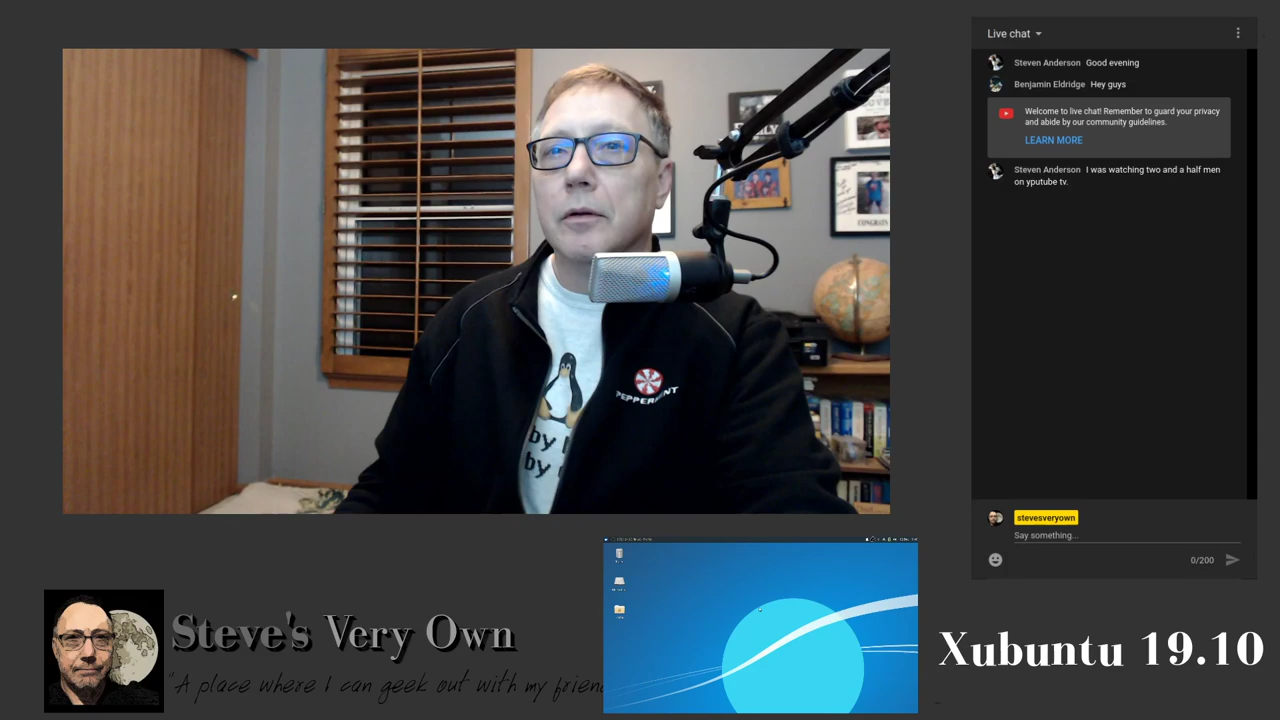 Live chat
Steven Anderson Good evening
Benjamin Eldridge Hey guys
Welcome to live chat! Remember to guard your privacy
and abide by our community guidelines.
LEARN MORE
Steven Anderson I was watching two and a half men
on yputube tv.
stevesveryown
Say something...
0/200
CONGRATS
PEPPERMINT
by
by
Steve's Very Own
"A place where I can geek out with my frien
Xubuntu 19.10